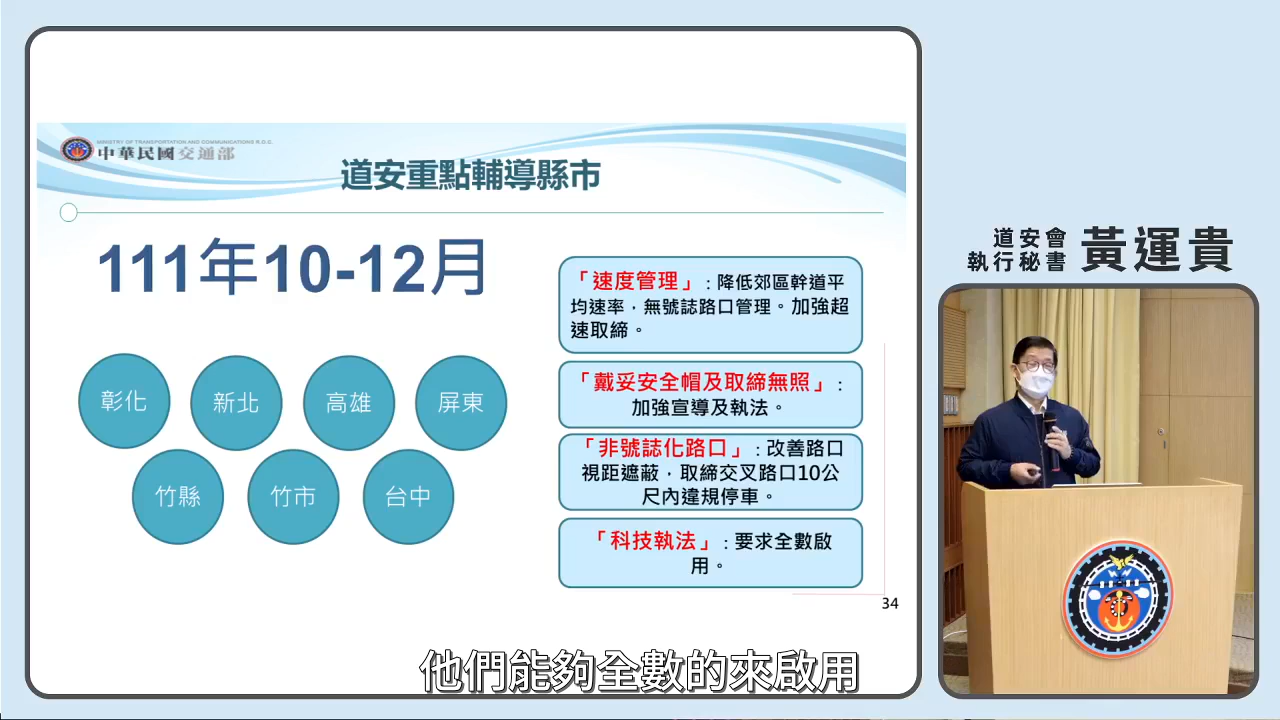 MINISTRY OF TRANSPORTATION AND COMMUNICATIONS R.O.C.
中華民國交通部
道安重點輔導縣市
111年10-12月
彰化
新北
高雄
屏東
竹縣
竹市
台中
「速度管理」:降低郊區幹道平
均速率，無號誌路口管理。加強超
速取締。
「戴妥安全帽及取締無照」:
加強宣導及執法。
「非號誌化路口」:改善路口
視距遮蔽，取締交叉路口10公
尺內違規停車。
「科技執法」:要求全數啟
用。
34
道安會
執行秘書
黃運貴
他們能夠全數的來啟用